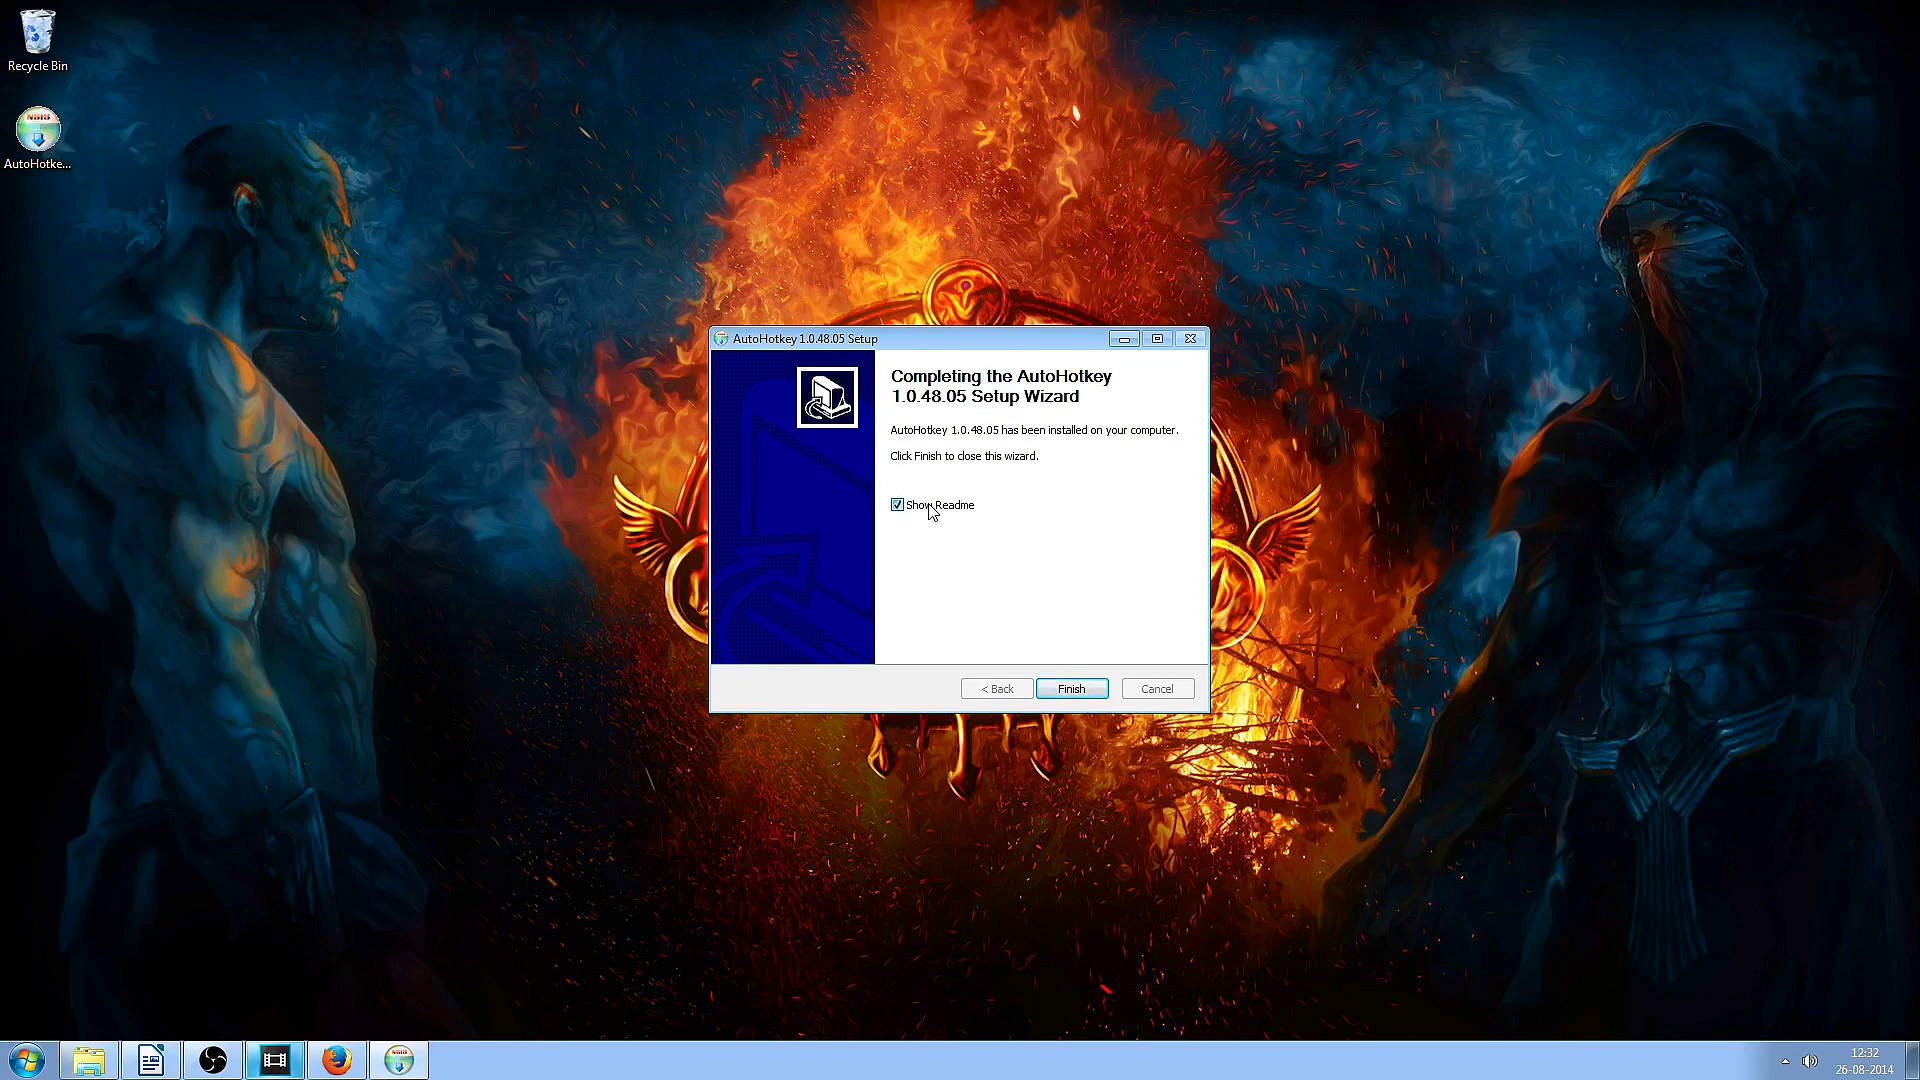 Recycle Bin
NSIS
AutoHotke...
AutoHotkey 1.0.48.05 Setup
Completing the AutoHotkey
1.0.48.05 Setup Wizard
AutoHotkey 1.0.48.05 has been installed on your computer.
Click Finish to close this wizard.
Show Readme
< Back
Finish
Cancel
NSIS
12:32
26-08-2014